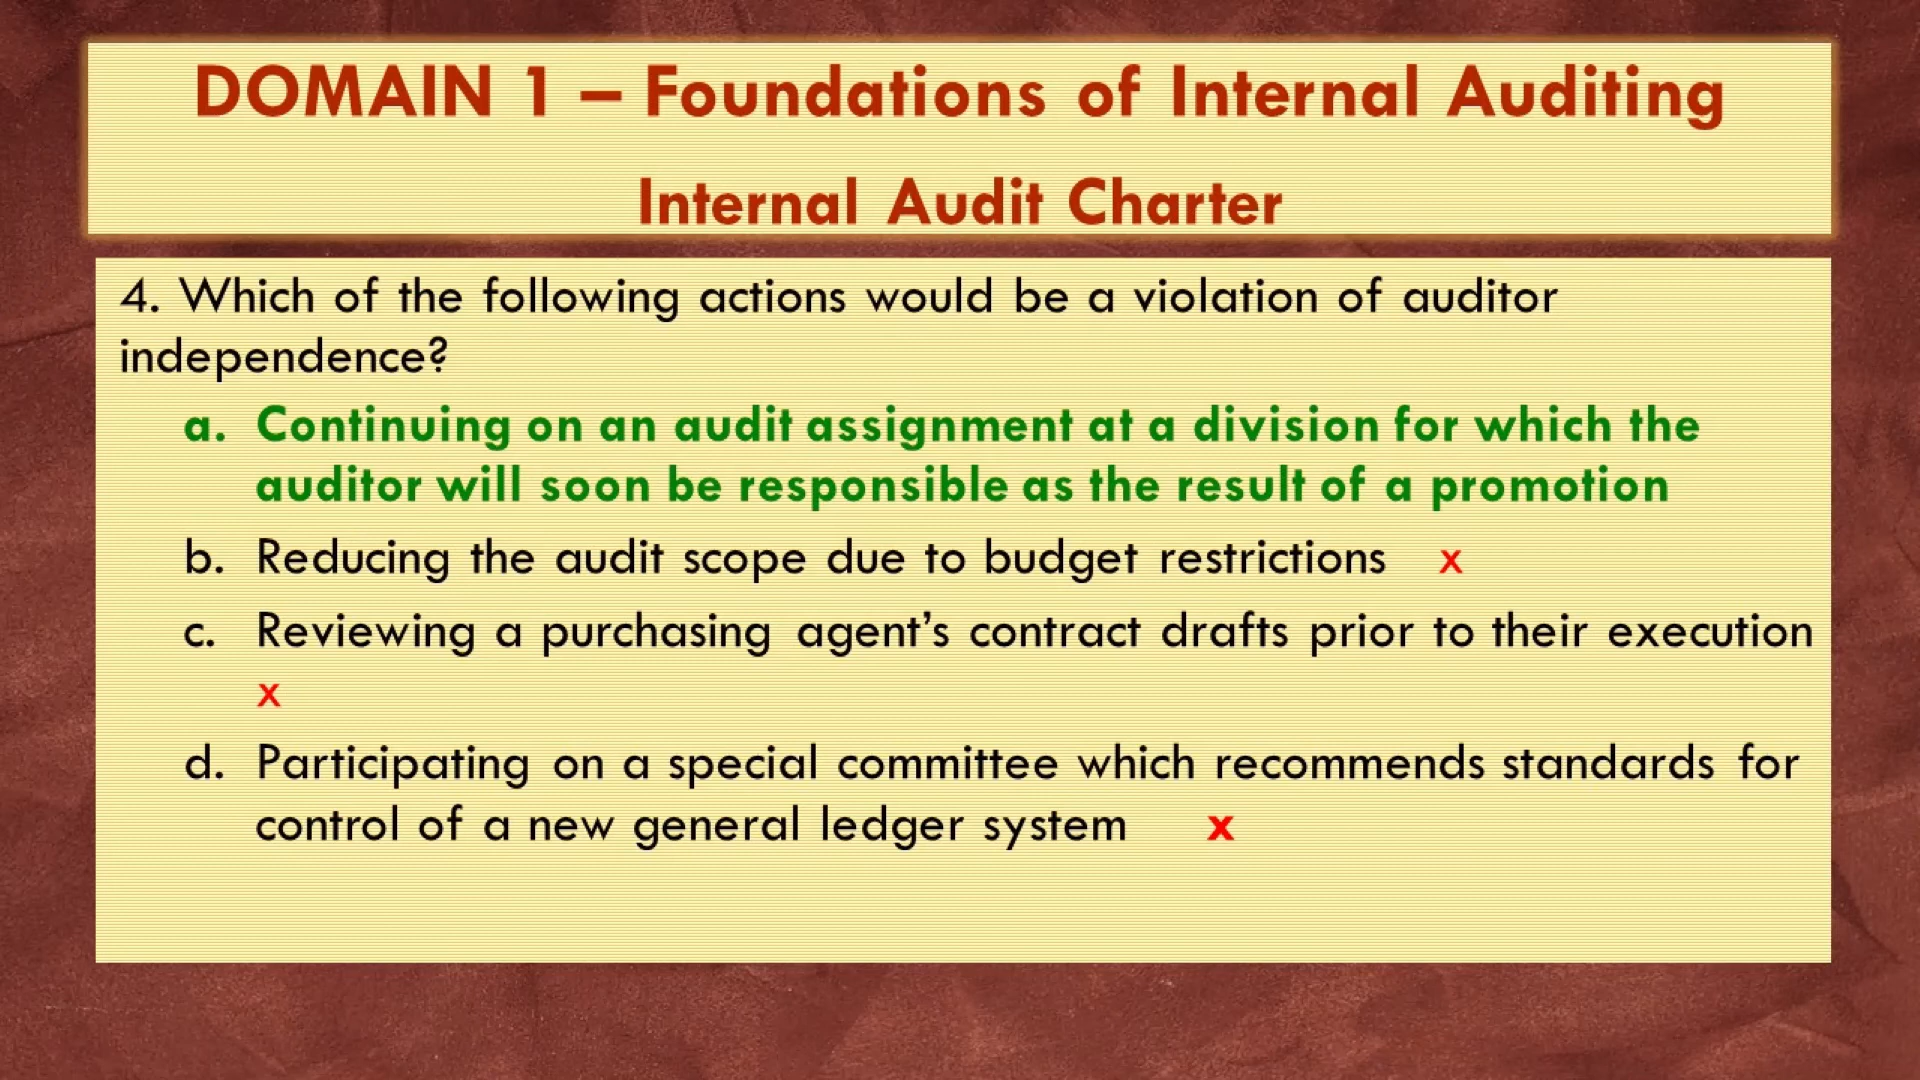 DOMAIN 1 – Foundations of Internal Auditing
Internal Audit Charter
4. Which of the following actions would be a violation of auditor
independence?
a. Continuing on an audit assignment at a division for which the
auditor will soon be responsible as the result of a promotion
b. Reducing the audit scope due to budget restrictions x
c. Reviewing a purchasing agent’s contract drafts prior to their execution
x
d. Participating on a special committee which recommends standards for
control of a new general ledger system x